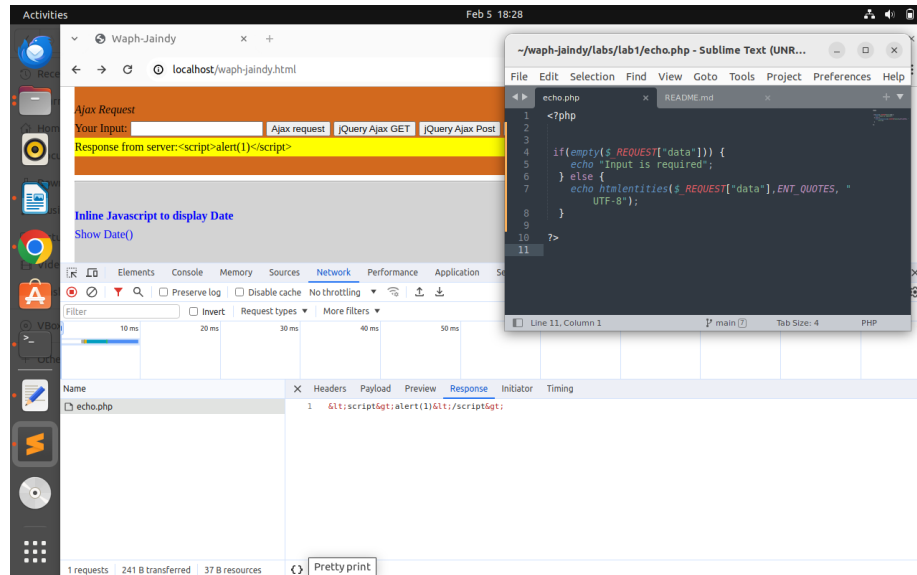 Activities
Feb 5 18:28
Waph-Jaindy
localhost/waph-jaindy.html
Ajax Request
Your Input:
Ajax request
jQuery Ajax GET
jQuery Ajax Post
Response from server:<script>alert(1)</script>
Inline Javascript to display Date
Show Date()
~/waph-jaindy/labs/lab1/echo.php - Sublime Text (UNR...
File Edit Selection Find View Goto Tools Project Preferences Help
echo.php
README.md
1 <?php
2
3
4 if(empty($_REQUEST["data"])) {
5 echo "Input is required";
6 } else {
7 echo htmlentities($_REQUEST["data"],ENT_QUOTES, "
UTF-8");
8 }
9
10 ?>
11
Line 11, Column 1
main 7
Tab Size: 4
PHP
Elements Console Memory Sources Network Performance Application
Preserve log
Disable cache
No throttling
Filter
Invert
Request types
More filters
10 ms 20 ms 30 ms 40 ms 50 ms
Name
Headers Payload Preview Response Initiator Timing
echo.php
1 &lt;script&gt;alert(1)&lt;/script&gt;
1 requests
241 B transferred
37 B resources
{}
Pretty print